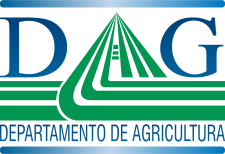 DAG
DEPARTAMENTO DE AGRICULTURA